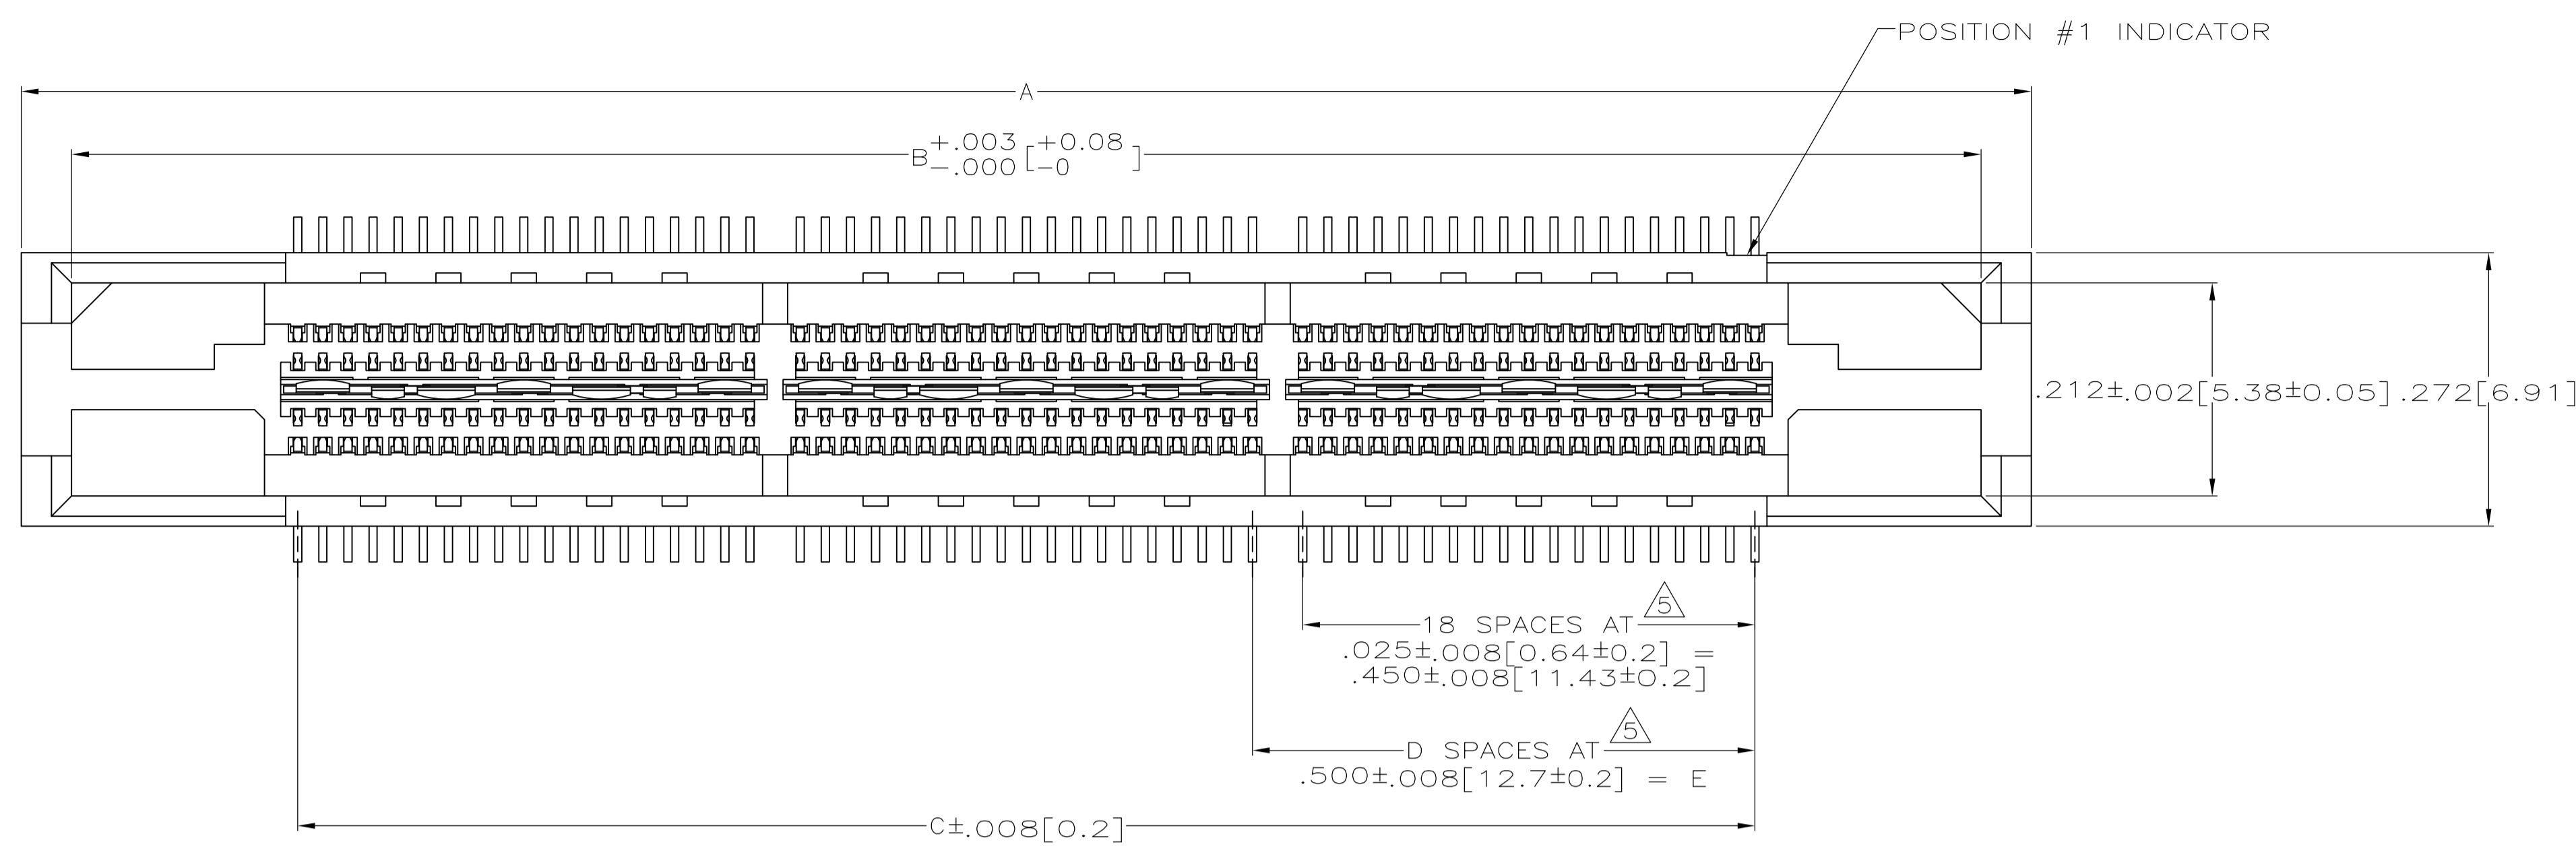 POSITION #1 INDICATOR
A
B +.003 [+0.08
-.000 [-0 ]
.212±.002[5.38±0.05]
.272[6.91]
5
18 SPACES AT
.025±.008[0.64±0.2] =
.450±.008[11.43±0.2]
5
D SPACES AT
.500±.008[12.7±0.2] = E
C±.008[0.2]